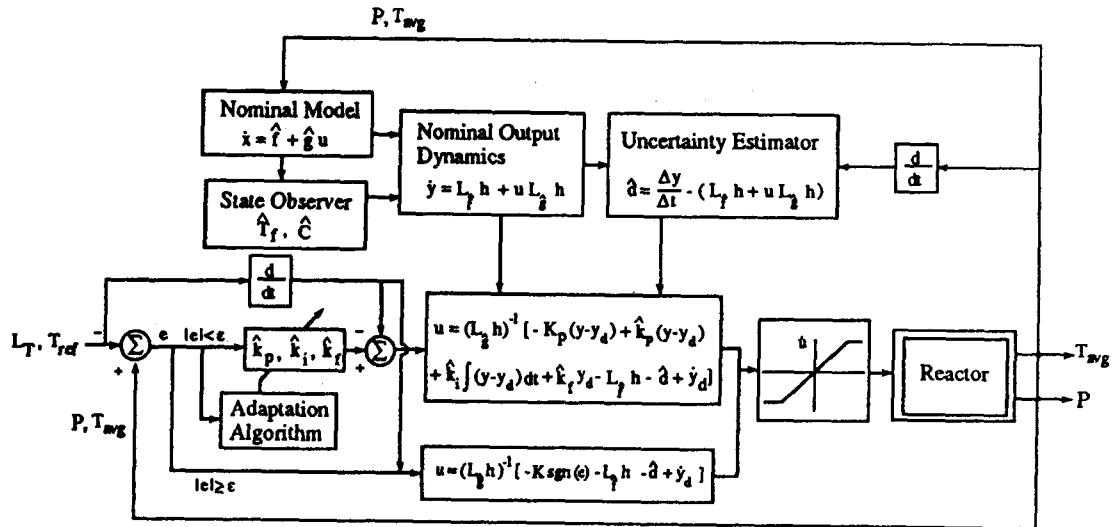 P, T_avg
Nominal Model
ẋ = f̂ + ĝ u
Nominal Output
Dynamics
ẏ = L_f̂ h + u L_ĝ h
Uncertainty Estimator
d̂ = Δy/Δt - (L_f̂ h + u L_ĝ h)
d/dt
State Observer
T̂_f , Ĉ
d/dt
L_T, T_ref
-
+
Σ
e
|e|<ε
k̂_p, k̂_i, k̂_f
-
+
Σ
u = (L_ĝ h)^-1 [ - K_p (y-y_d) + k̂_p (y-y_d)
+ k̂_i ∫ (y-y_d) dt + k̂_f y_d - L_f̂ h - d̂ + ẏ_d ]
u̇
Reactor
T_avg
P
P, T_avg
Adaptation
Algorithm
|e|≥ε
u = (L_ĝ h)^-1 [ -K sgn(e) - L_f̂ h - d̂ + ẏ_d ]